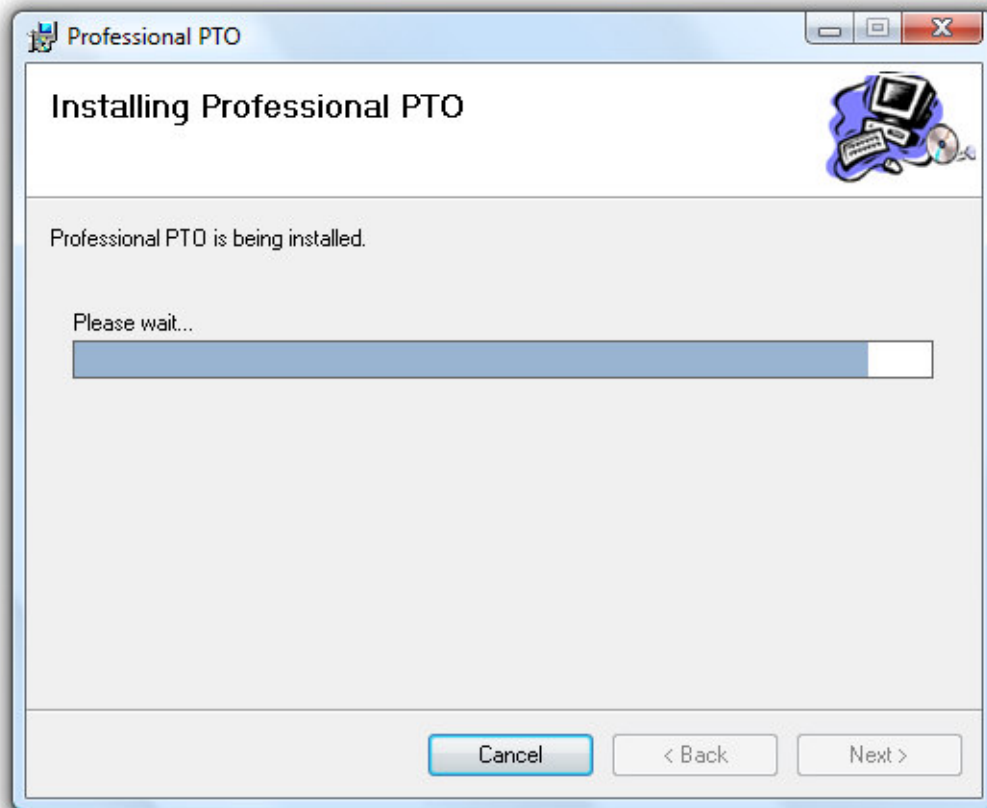 Professional PTO
Installing Professional PTO
Professional PTO is being installed.
Please wait...
Cancel
< Back
Next >